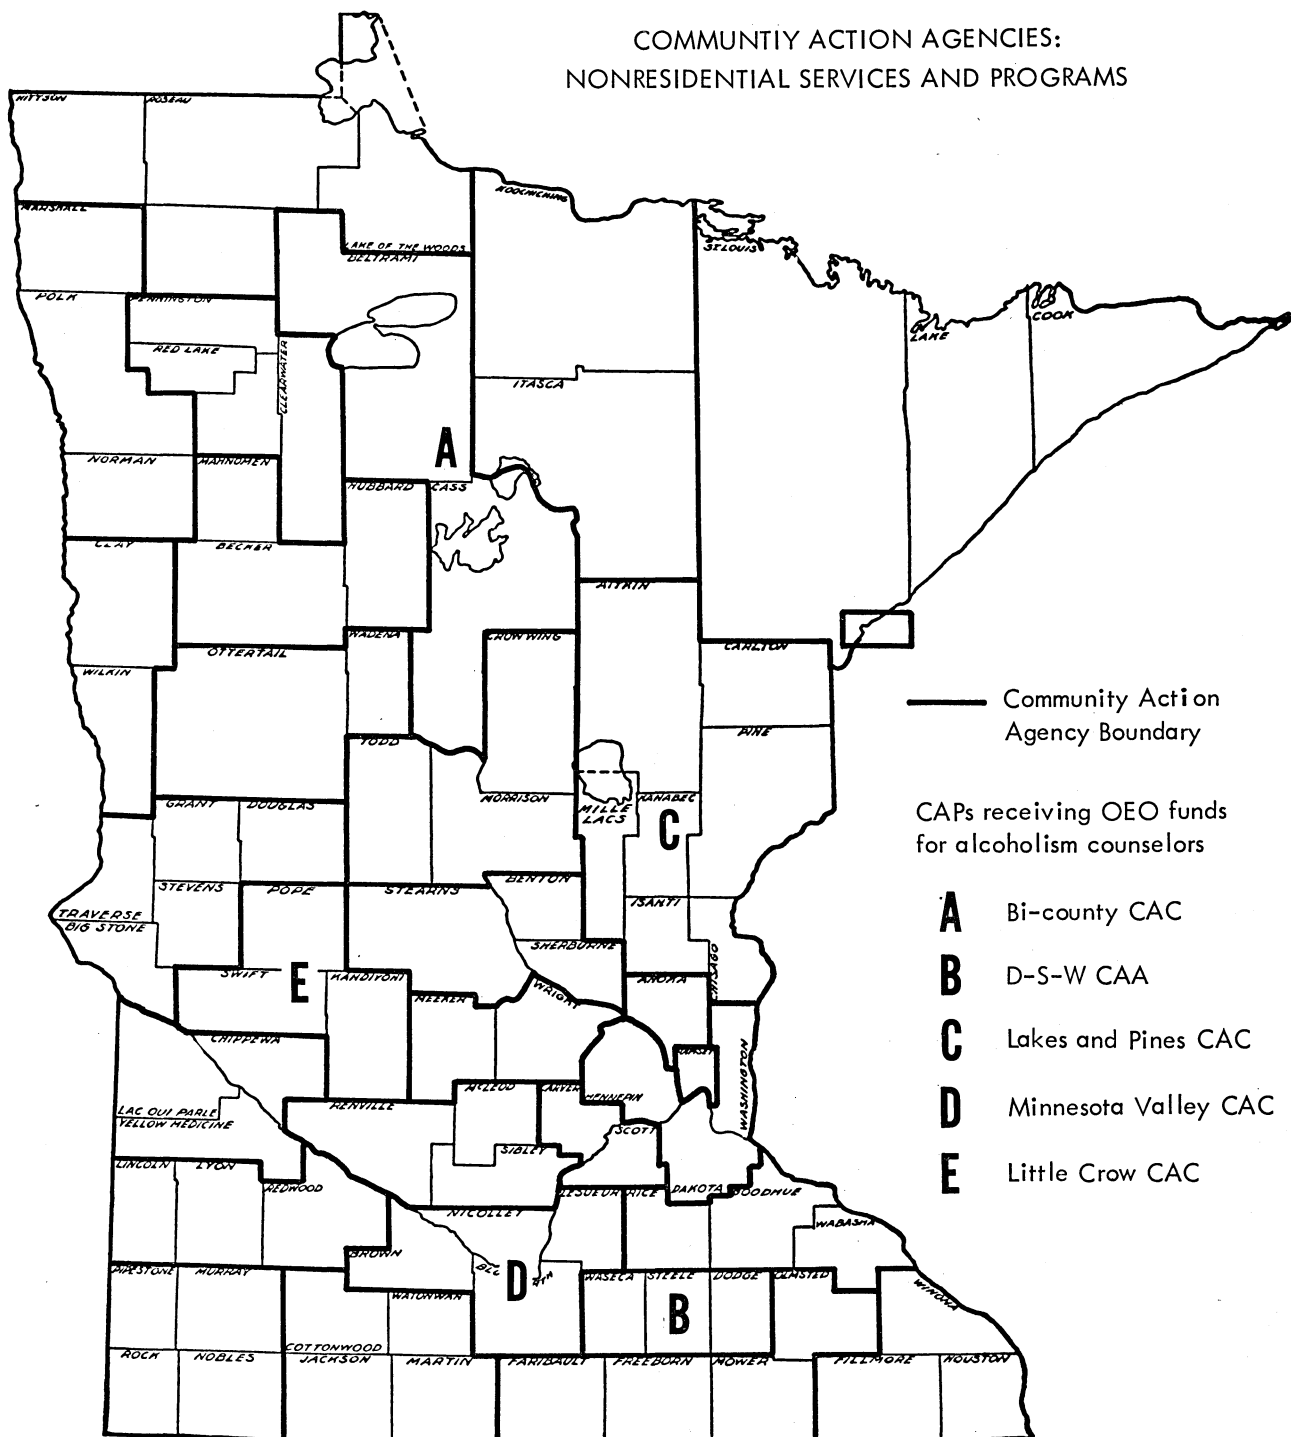 COMMUNTIY ACTION AGENCIES:
NONRESIDENTIAL SERVICES AND PROGRAMS
KITTSON
ROSEAU
KOOCHICHING
MARSHALL
LAKE OF THE WOODS
BELTRAMI
ST. LOUIS
POLK
PENNINGTON
COOK
LAKE
RED LAKE
CLEARWATER
ITASCA
A
NORMAN
MAHNOMEN
HUBBARD
CASS
CLAY
BECKER
AITKIN
WADENA
CROW WING
OTTERTAIL
CARLTON
WILKIN
Community Action
Agency Boundary
TODD
PINE
GRANT
DOUGLAS
MORRISON
MILLE
LACS
KANABEC
C
CAPs receiving OEO funds
for alcoholism counselors
STEVENS
POPE
STEARNS
BENTON
ISANTI
TRAVERSE
BIG STONE
SHERBURNE
CHISAGO
A Bi-county CAC
SWIFT
E
KANDIYOHI
MEEKER
WRIGHT
ANOKA
B D-S-W CAA
CHIPPEWA
WASHINGTON
C Lakes and Pines CAC
LAC QUI PARLE
YELLOW MEDICINE
RENVILLE
MCLEOD
CARVER
HENNEPIN
D Minnesota Valley CAC
SCOTT
SIBLEY
LINCOLN
LYON
REDWOOD
LESUEUR
RICE
DAKOTA
GOODHUE
E Little Crow CAC
NICOLLET
WABASHA
BROWN
D
PIPESTONE
MURRAY
WATONWAN
WASECA
STEELE
DODGE
OLMSTED
WINONA
B
ROCK
NOBLES
COTTONWOOD
JACKSON
MARTIN
FARIBAULT
FREEBORN
MOWER
FILLMORE
HOUSTON